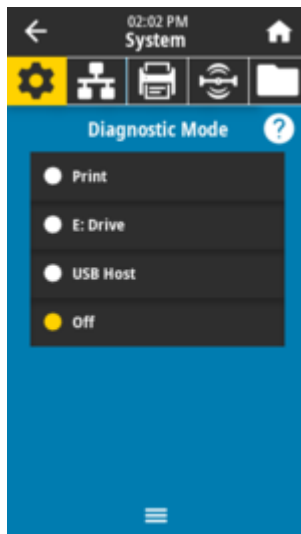 02:02 PM
System
Diagnostic Mode
?
Print
E: Drive
USB Host
Off